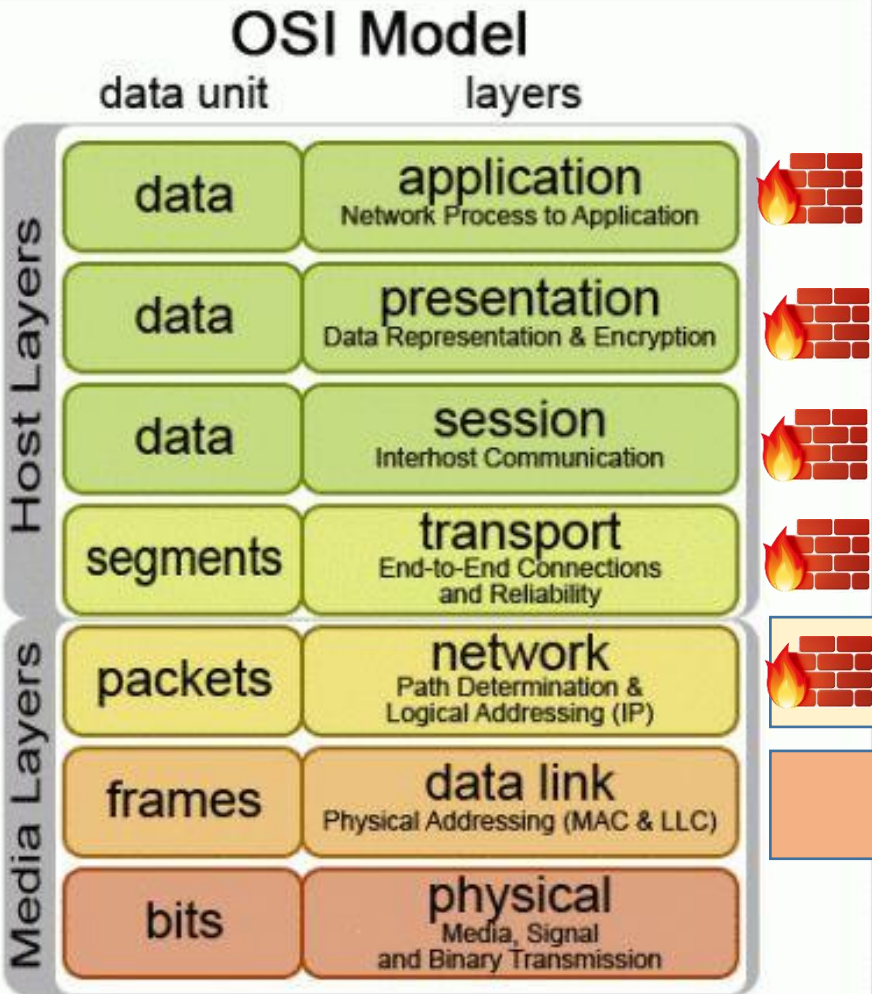 OSI Model
data unit layers
Host Layers
data
application
Network Process to Application
data
presentation
Data Representation & Encryption
data
session
Interhost Communication
segments
transport
End-to-End Connections
and Reliability
Media Layers
packets
network
Path Determination &
Logical Addressing (IP)
frames
data link
Physical Addressing (MAC & LLC)
bits
physical
Media, Signal
and Binary Transmission